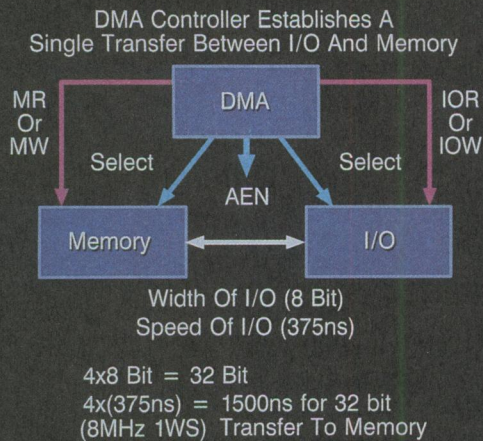 DMA Controller Establishes A
Single Transfer Between I/O And Memory
MR
Or
MW
DMA
IOR
Or
IOW
Select
Select
AEN
Memory
I/O
Width Of I/O (8 Bit)
Speed Of I/O (375ns)
4x8 Bit = 32 Bit
4x(375ns) = 1500ns for 32 bit
(8MHz 1WS) Transfer To Memory